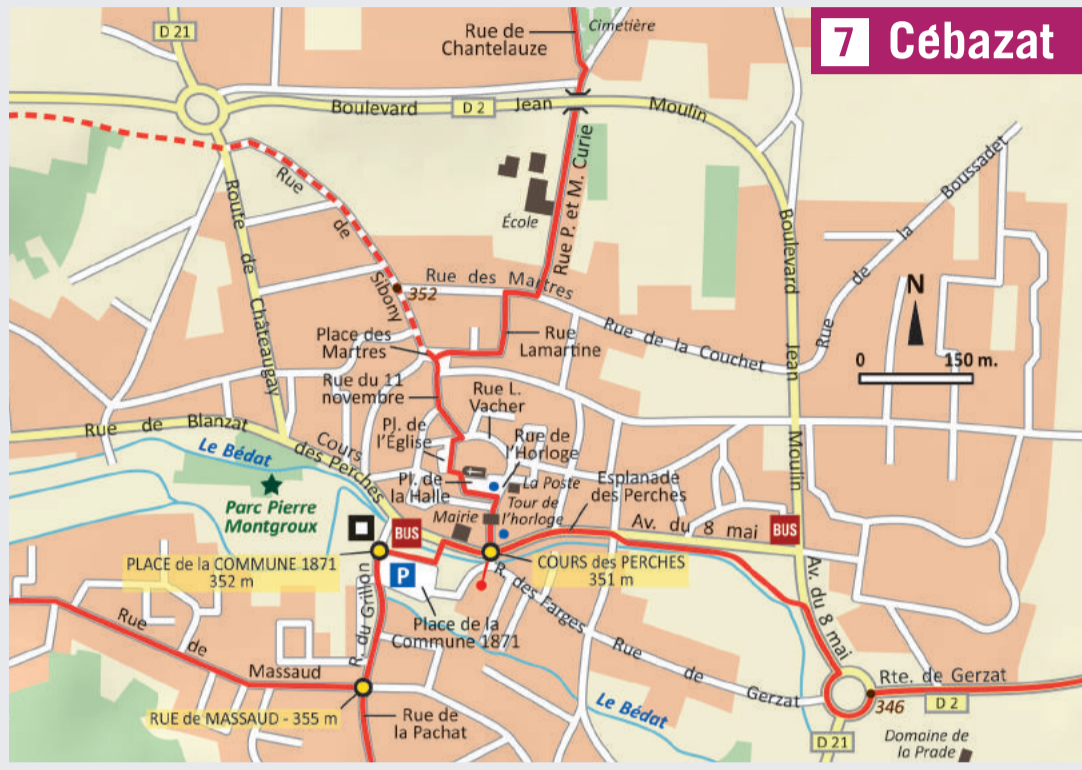 7 Cébazat
D 21
Rue de
Chantelauze
Cimetière
Boulevard D 2 Jean Moulin
Rue P. et M. Curie
École
Rue de Sibony
352
Route de Châteaugay
Rue des Martres
Boulevard Jean Moulin
Rue de la Boussadet
N
0 150 m.
Place des
Martres
Rue
Lamartine
Rue de la Couchet
Rue du 11
novembre
Rue L.
Vacher
Rue de Blanzat
Le Bédat
Cours
des Perches
Pl. de
l'Église
Rue de
l'Horloge
Pl. de
la Halle
La Poste
Esplanade
des Perches
Parc Pierre
Montgroux
Mairie
Tour de
l'horloge
Av. du 8 mai
BUS
BUS
PLACE de la COMMUNE 1871
352 m
P
COURS des PERCHES
351 m
R. du Grillon
R. des Farges
Av. du 8 mai
Place de la
Commune 1871
Rue de Massaud
Rue de Gerzat
Rte. de Gerzat
D 2
346
RUE de MASSAUD - 355 m
Rue de
la Pachat
Le Bédat
D 21
Domaine de
la Prade